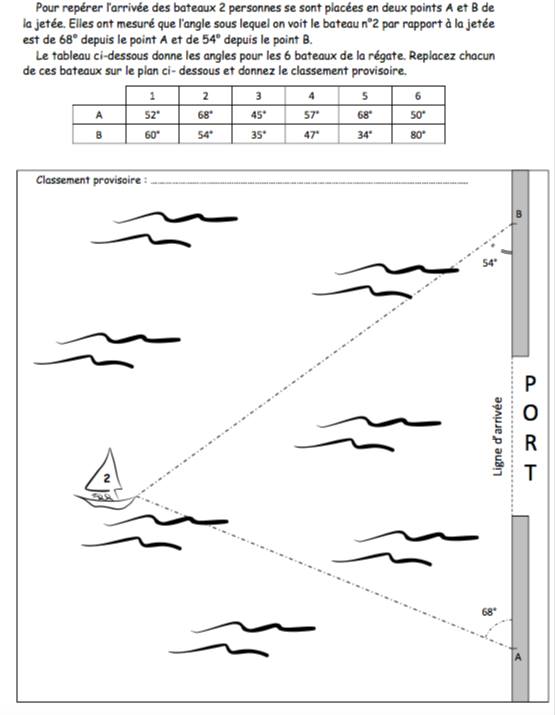 Pour repérer l'arrivée des bateaux 2 personnes se sont placées en deux points A et B de
la jetée. Elles ont mesuré que l'angle sous lequel on voit le bateau n°2 par rapport à la jetée
est de 68° depuis le point A et de 54° depuis le point B.
Le tableau ci-dessous donne les angles pour les 6 bateaux de la régate. Replacez chacun
de ces bateaux sur le plan ci- dessous et donnez le classement provisoire.
1 2 3 4 5 6
A 52° 68° 45° 57° 68° 50°
B 60° 54° 35° 47° 34° 80°
Classement provisoire :
B
54°
Ligne d'arrivée
PORT
2
68°
A